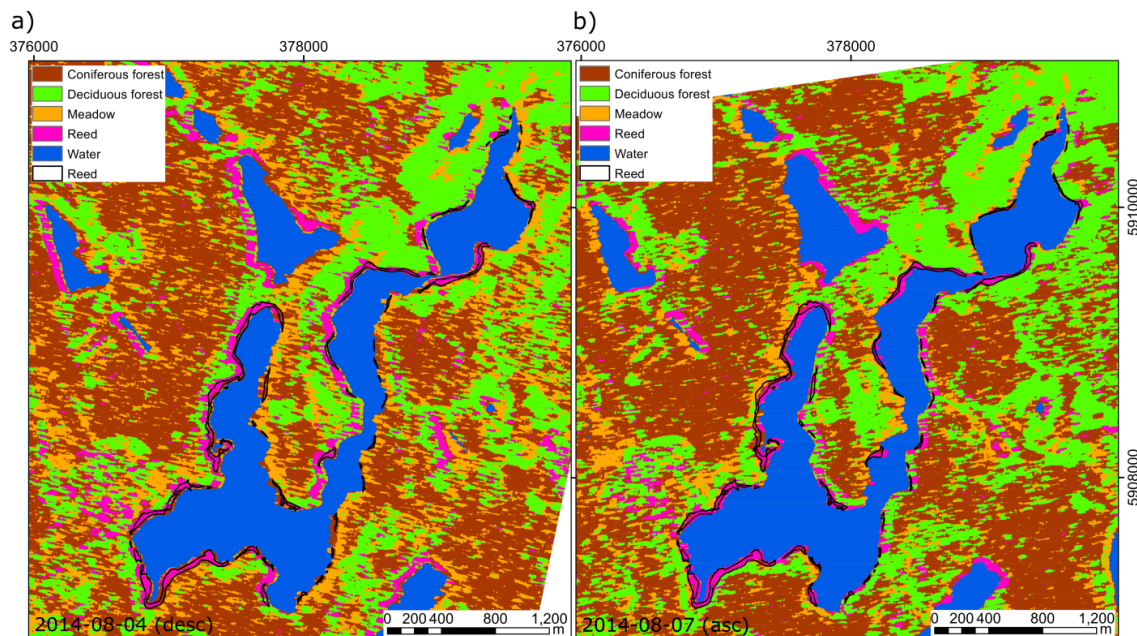 a)
b)
376000
378000
376000
378000
Coniferous forest
Deciduous forest
Meadow
Reed
Water
Reed
Coniferous forest
Deciduous forest
Meadow
Reed
Water
Reed
5910000
5908000
2014-08-04 (desc)
0 200 400 800 1,200
m
2014-08-07 (asc)
0 200 400 800 1,200
m